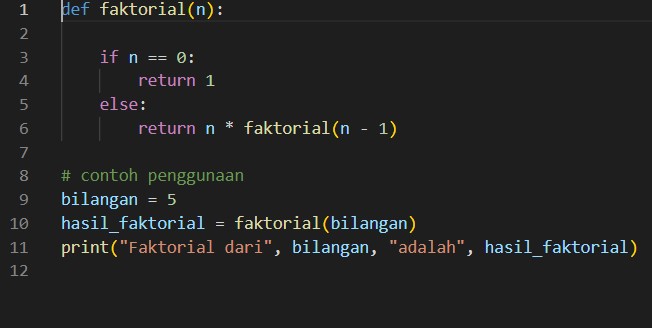 1 def faktorial(n):
2
3 if n == 0:
4 return 1
5 else:
6 return n * faktorial(n - 1)
7
8 # contoh penggunaan
9 bilangan = 5
10 hasil_faktorial = faktorial(bilangan)
11 print("Faktorial dari", bilangan, "adalah", hasil_faktorial)
12